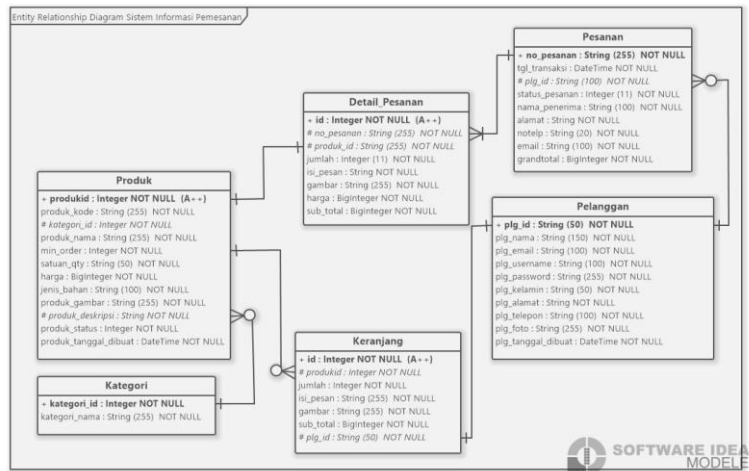 Entity Relationship Diagram Sistem Informasi Pemesanan
Pesanan
+ no_pesanan : String (255) NOT NULL
tgl_transaksi : DateTime NOT NULL
# plg_id : String (100) NOT NULL
status_pesanan : Integer (11) NOT NULL
nama_penerima : String (100) NOT NULL
alamat : String NOT NULL
notelp : String (20) NOT NULL
email : String (100) NOT NULL
grandtotal : BigInteger NOT NULL
Detail_Pesanan
+ id : Integer NOT NULL (A++)
# no_pesanan : String (255) NOT NULL
# produk_id : String (255) NOT NULL
jumlah : Integer (11) NOT NULL
isi_pesan : String NOT NULL
gambar : String (255) NOT NULL
harga : BigInteger NOT NULL
sub_total : BigInteger NOT NULL
Produk
+ produkid : Integer NOT NULL (A++)
produk_kode : String (255) NOT NULL
# kategori_id : Integer NOT NULL
produk_nama : String (255) NOT NULL
min_order : Integer NOT NULL
satuan_qty : String (50) NOT NULL
harga : BigInteger NOT NULL
jenis_bahan : String (100) NOT NULL
produk_gambar : String (255) NOT NULL
# produk_deskripsi : String NOT NULL
produk_status : Integer NOT NULL
produk_tanggal_dibuat : DateTime NOT NULL
Pelanggan
+ plg_id : String (50) NOT NULL
plg_nama : String (150) NOT NULL
plg_email : String (100) NOT NULL
plg_username : String (100) NOT NULL
plg_password : String (255) NOT NULL
plg_kelamin : String (50) NOT NULL
plg_alamat : String NOT NULL
plg_telepon : String (100) NOT NULL
plg_foto : String (255) NOT NULL
plg_tanggal_dibuat : DateTime NOT NULL
Keranjang
+ id : Integer NOT NULL (A++)
# produkid : Integer NOT NULL
jumlah : Integer NOT NULL
isi_pesan : String (255) NOT NULL
gambar : String (255) NOT NULL
sub_total : BigInteger NOT NULL
# plg_id : String (50) NOT NULL
Kategori
+ kategori_id : Integer NOT NULL
kategori_nama : String (255) NOT NULL
SOFTWARE IDEA
MODELE